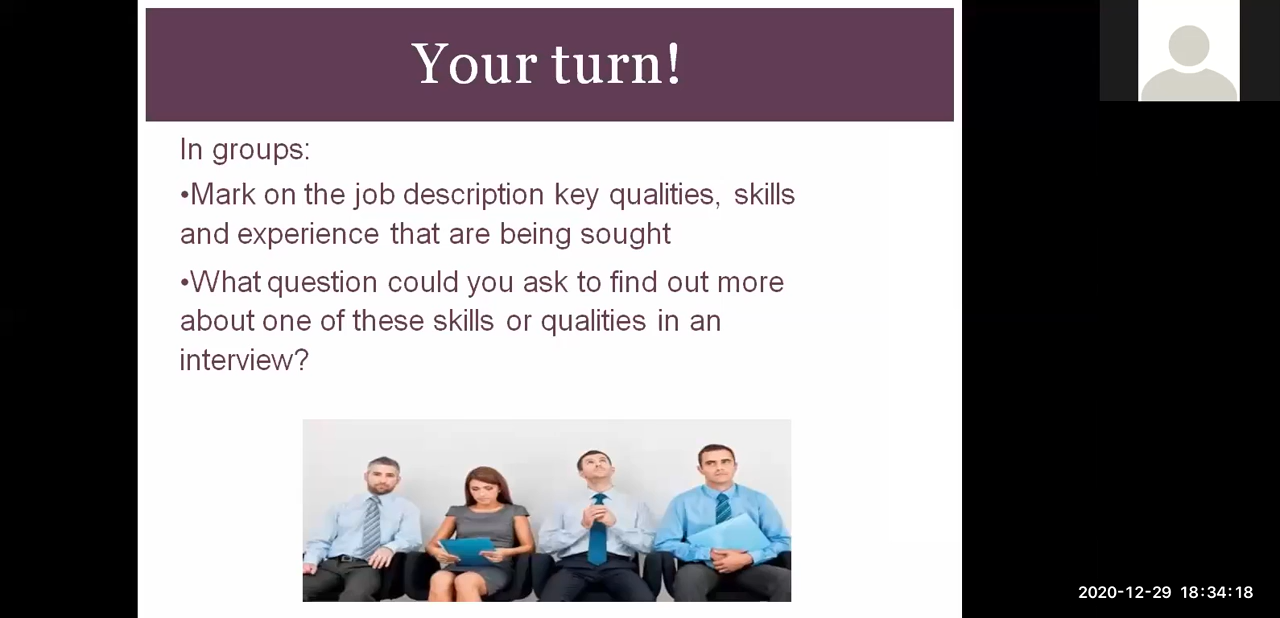 Your turn!
In groups:
•Mark on the job description key qualities, skills
and experience that are being sought
•What question could you ask to find out more
about one of these skills or qualities in an
interview?
2020-12-29 18:34:18